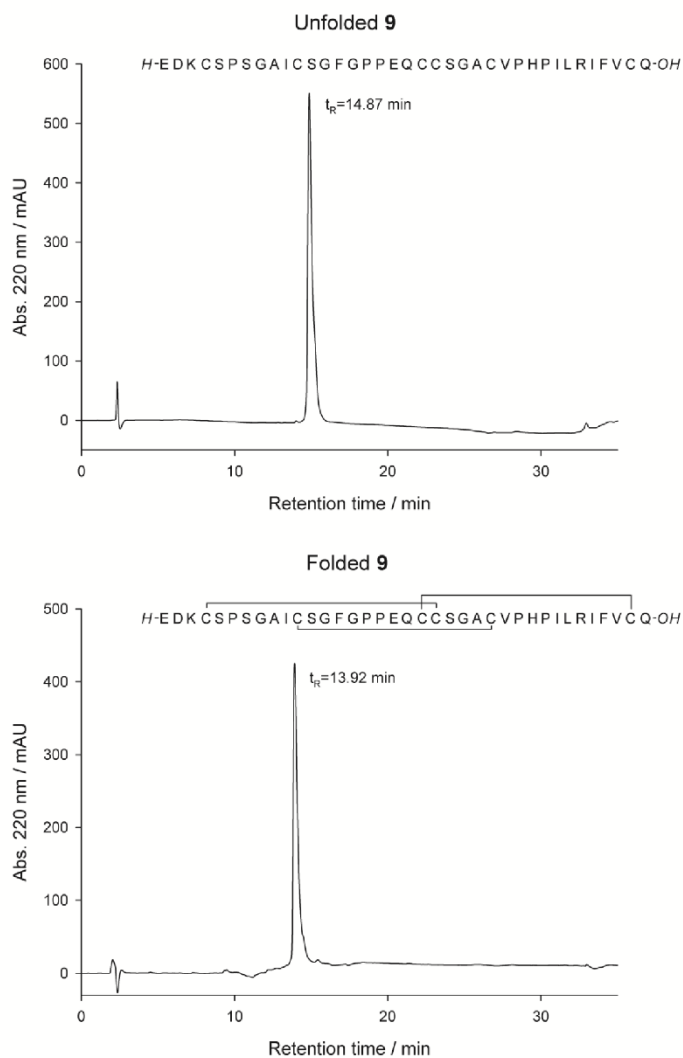 Unfolded 9
H-EDKCSPSGAICSGFGPPEQCCSGACVPHPILRIFVCQ-OH
600
tR=14.87 min
500
400
300
200
100
0
Abs. 220 nm / mAU
0 10 20 30
Retention time / min
Folded 9
500
H-EDKCSPSGAICSGFGPPEQCCSGACVPHPILRIFVCQ-OH
tR=13.92 min
400
300
200
100
0
Abs. 220 nm / mAU
0 10 20 30
Retention time / min